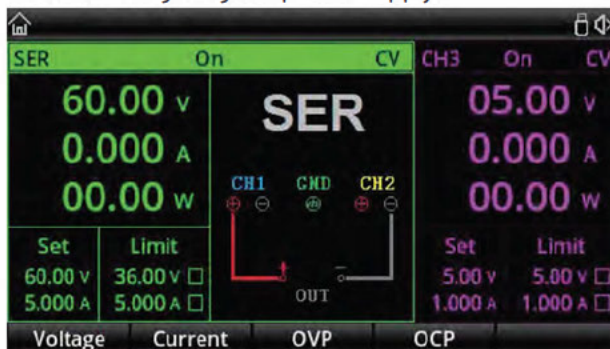 SER On CV CH3 On CV
60.00 V
0.000 A
00.00 W
SER
CH1 GND CH2
OUT
05.00 V
0.000 A
00.00 W
Set Limit
60.00 V 36.00 V
5.000 A 5.000 A
Set Limit
5.00 V 5.00 V
1.000 A 1.000 A
Voltage Current OVP OCP